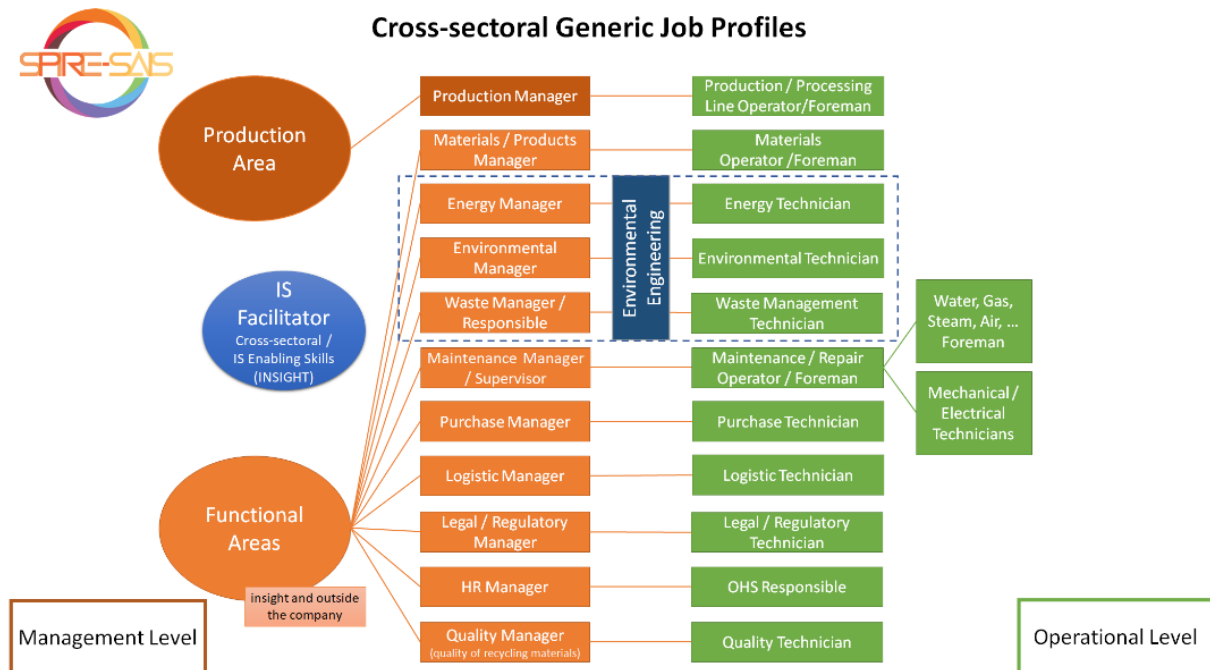 SPIRE-SAIS
Cross-sectoral Generic Job Profiles
Production
Area
Production Manager
Production / Processing
Line Operator/Foreman
Materials / Products
Manager
Materials
Operator /Foreman
Energy Manager
Energy Technician
Environmental
Manager
Environmental Technician
Waste Manager /
Responsible
Waste Management
Technician
Environmental
Engineering
IS
Facilitator
Cross-sectoral /
IS Enabling Skills
(INSIGHT)
Maintenance Manager
/ Supervisor
Maintenance / Repair
Operator / Foreman
Water, Gas,
Steam, Air, ...
Foreman
Mechanical /
Electrical
Technicians
Purchase Manager
Purchase Technician
Logistic Manager
Logistic Technician
Functional
Areas
Legal / Regulatory
Manager
Legal / Regulatory
Technician
HR Manager
OHS Responsible
insight and outside
the company
Quality Manager
(quality of recycling materials)
Quality Technician
Management Level
Operational Level